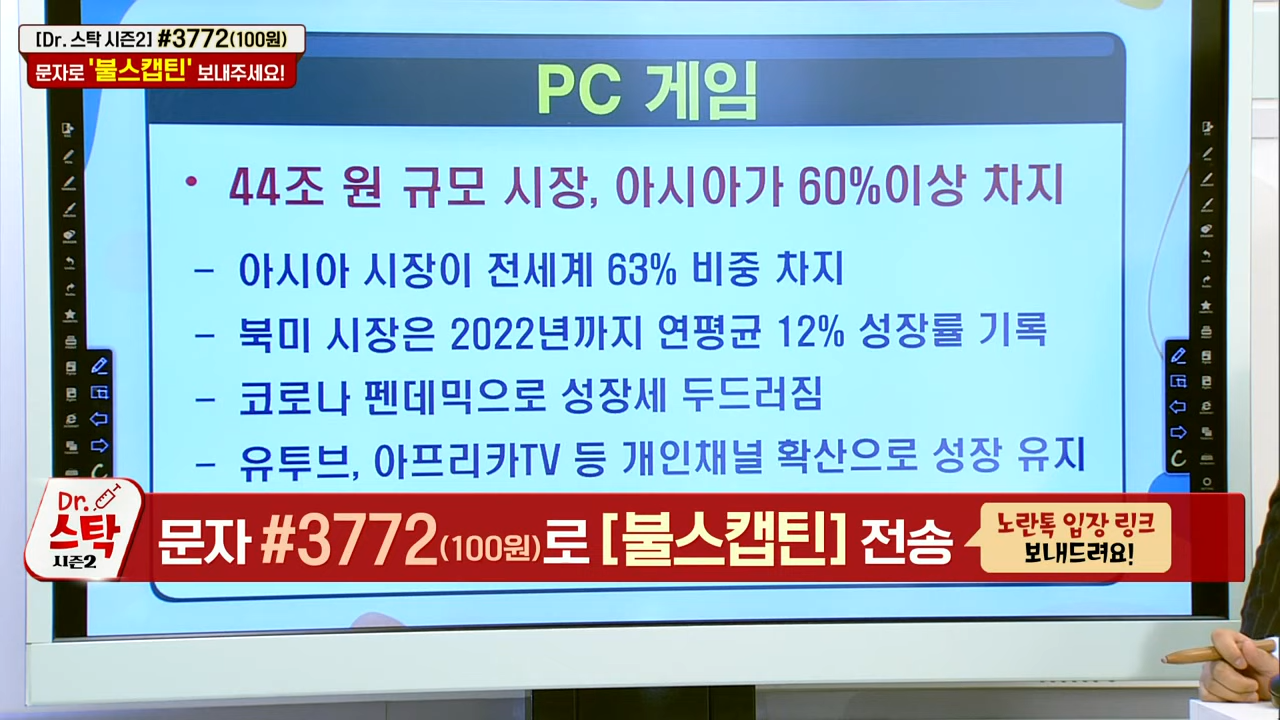 [Dr. 스탁 시즌2] #3772(100원)
문자로 '불스캡틴' 보내주세요!
PC 게임
• 44조 원 규모 시장, 아시아가 60%이상 차지
– 아시아 시장이 전세계 63% 비중 차지
– 북미 시장은 2022년까지 연평균 12% 성장률 기록
– 코로나 펜데믹으로 성장세 두드러짐
– 유투브, 아프리카TV 등 개인채널 확산으로 성장 유지
Dr.
스탁
시즌2
문자 #3772(100원)로 [불스캡틴] 전송
노란톡 입장 링크
보내드려요!